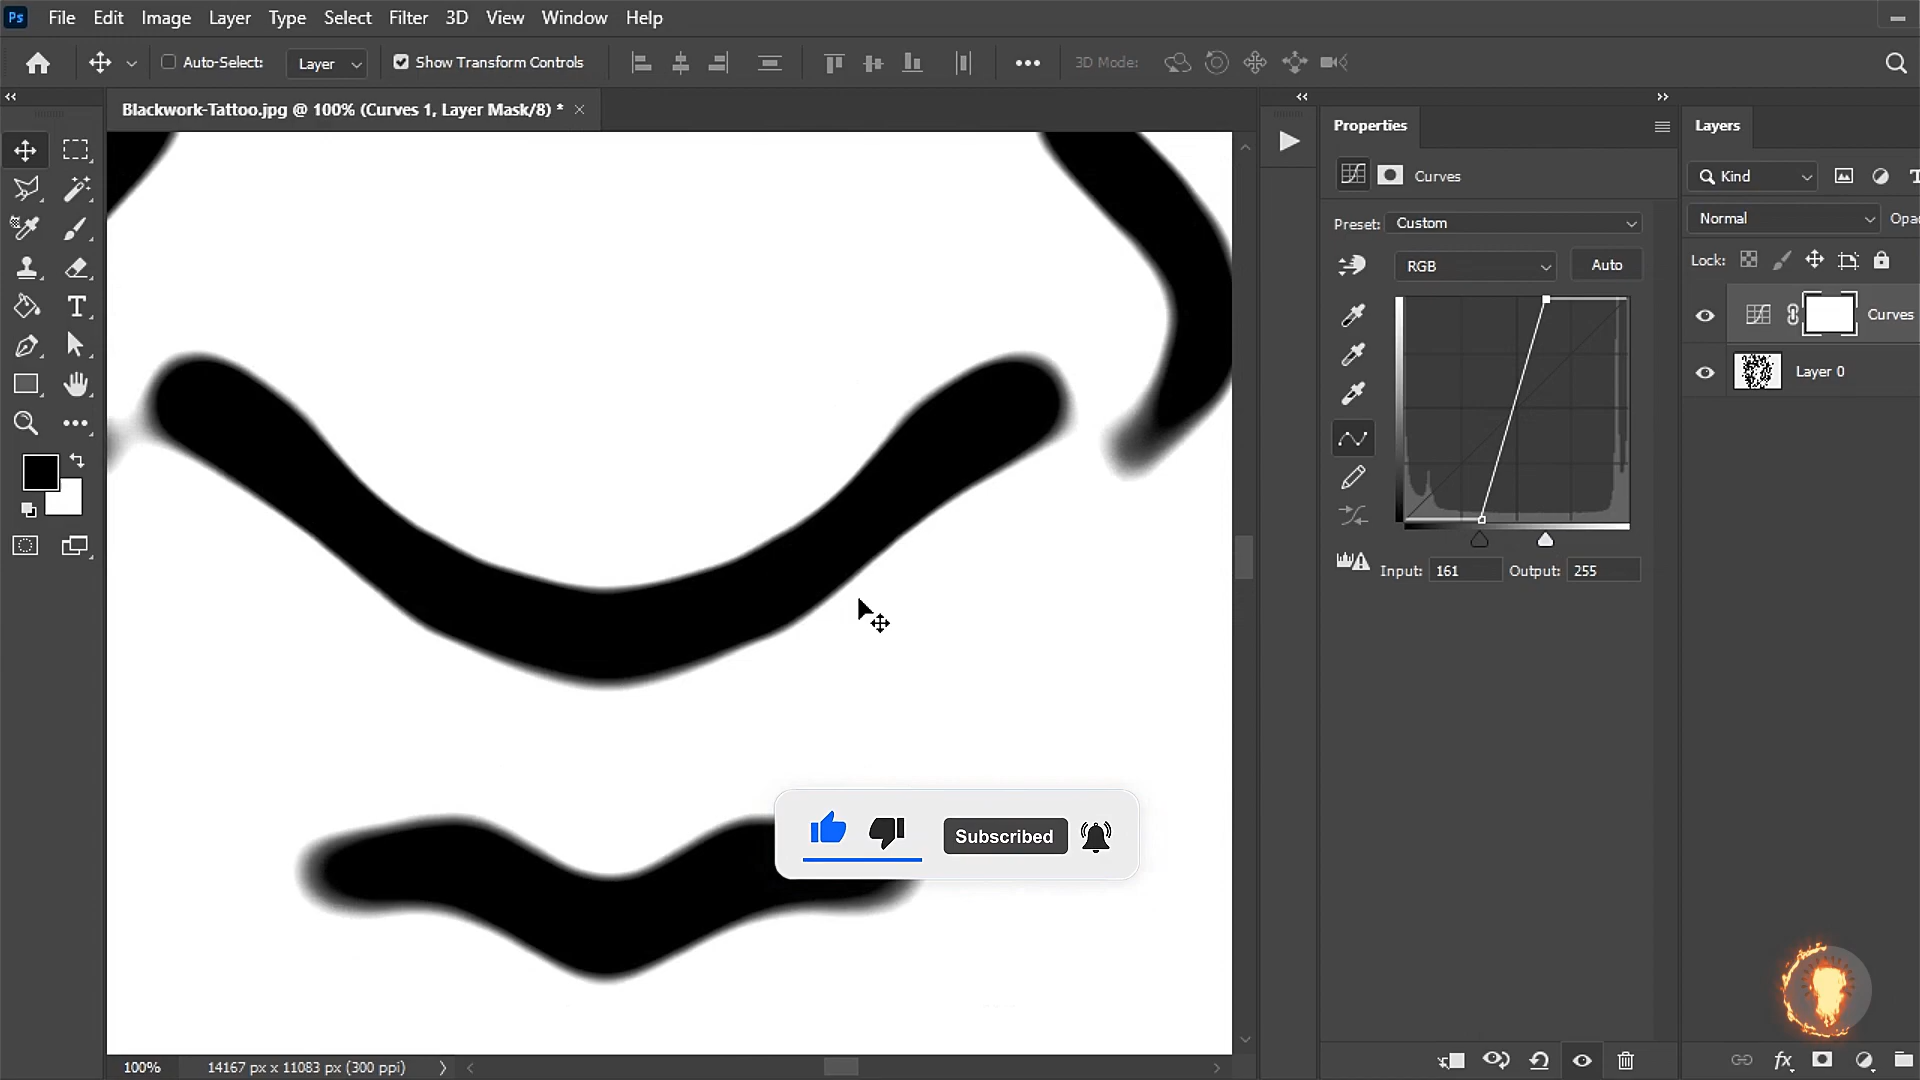 Ps File Edit Image Layer Type Select Filter 3D View Window Help
Auto-Select: Layer Show Transform Controls 3D Mode:
Blackwork-Tattoo.jpg @ 100% (Curves 1, Layer Mask/8) *
Properties
Curves
Preset: Custom
RGB Auto
Input: 161 Output: 255
Layers
Kind
Normal Opac
Lock:
Curves
Layer 0
Subscribed
100% 14167 px x 11083 px (300 ppi)